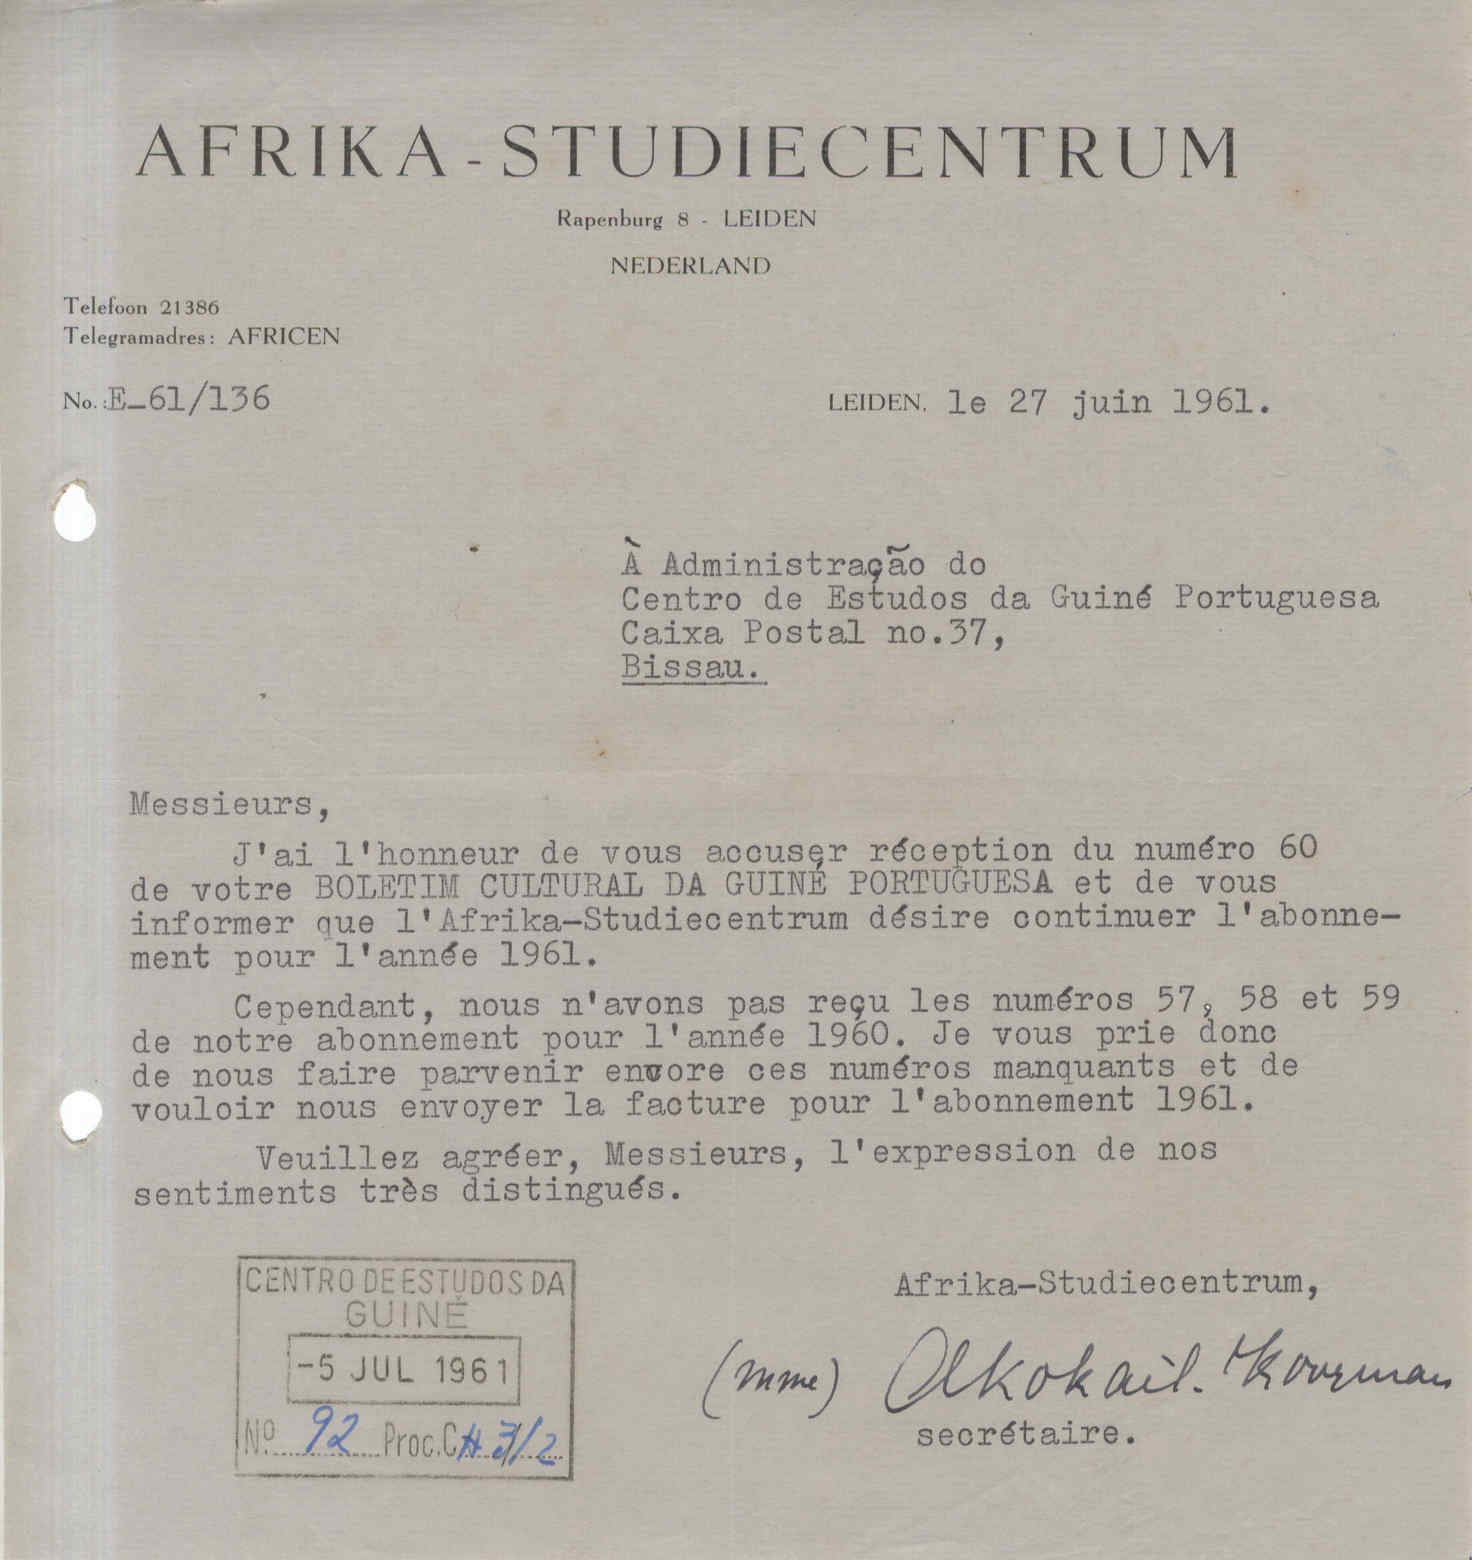 AFRIKA-STUDIECENTRUM
Rapenburg 8 - LEIDEN
NEDERLAND
Telefoon 21386
Telegramadres: AFRICEN
No.:E-61/136
LEIDEN, le 27 juin 1961.
À Administração do
Centro de Estudos da Guiné Portuguesa
Caixa Postal no.37,
Bissau.
Messieurs,
J'ai l'honneur de vous accuser réception du numéro 60
de votre BOLETIM CULTURAL DA GUINÉ PORTUGUESA et de vous
informer que l'Afrika-Studiecentrum désire continuer l'abonne-
ment pour l'année 1961.
Cependant, nous n'avons pas reçu les numéros 57, 58 et 59
de notre abonnement pour l'année 1960. Je vous prie donc
de nous faire parvenir envore ces numéros manquants et de
vouloir nous envoyer la facture pour l'abonnement 1961.
Veuillez agréer, Messieurs, l'expression de nos
sentiments très distingués.
CENTRO DE ESTUDOS DA
GUINÉ
-5 JUL 1961
Nº 92 Proc.CH 3/2
Afrika-Studiecentrum,
(mme)
secrétaire.